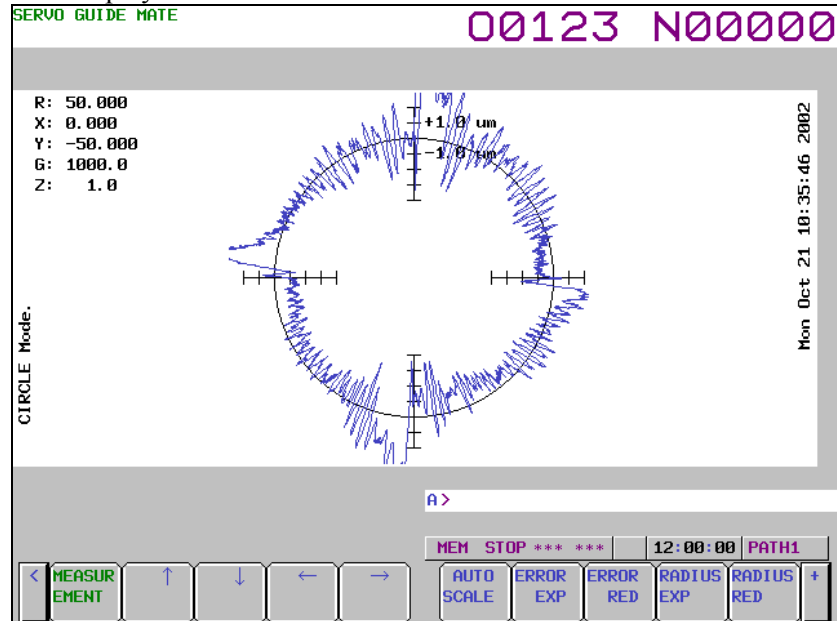 SERVO GUIDE MATE
O0123 N00000
R: 50.000
X: 0.000
Y: -50.000
G: 1000.0
Z: 1.0
+1.0 um
-1.0 um
Mon Oct 21 10:35:46 2002
CIRCLE Mode.
A>
MEM STOP *** *** 12:00:00 PATH1
< MEASUREMENT ↑ ↓ ← → AUTO SCALE ERROR EXP ERROR RED RADIUS EXP RADIUS RED +